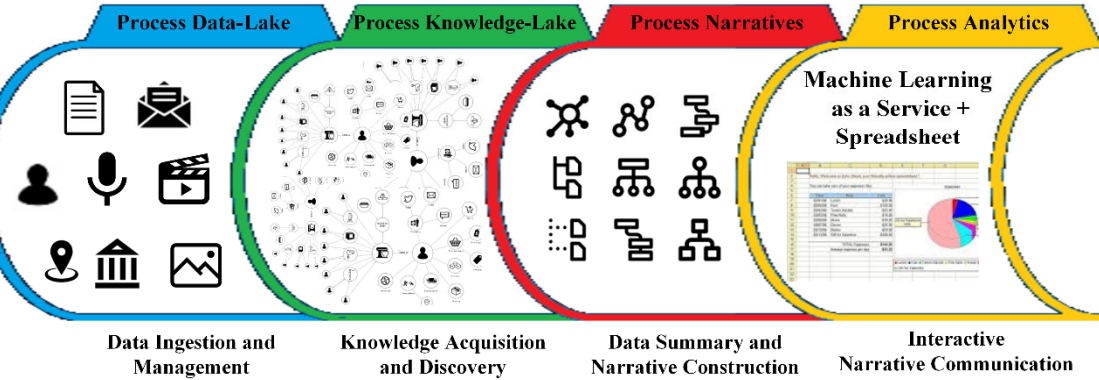 Process Data-Lake
Process Knowledge-Lake
Process Narratives
Process Analytics
Machine Learning
as a Service +
Spreadsheet
Data Ingestion and
Management
Knowledge Acquisition
and Discovery
Data Summary and
Narrative Construction
Interactive
Narrative Communication